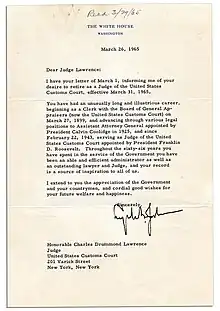 Read 3/29/65
THE WHITE HOUSE
WASHINGTON
March 26, 1965
Dear Judge Lawrence:
I have your letter of March 1, informing me of your
desire to retire as a Judge of the United States
Customs Court, effective March 31, 1965.
You have had an unusually long and illustrious career,
beginning as a Clerk with the Board of General Ap-
praisers (now the United States Customs Court) on
March 27, 1899, and advancing through various legal
positions to Assistant Attorney General appointed by
President Calvin Coolidge in 1925, and since
February 22, 1943, serving as Judge of the United
States Customs Court appointed by President Franklin
D. Roosevelt. Throughout the sixty-six years you
have spent in the service of the Government you have
been an able and efficient administrator as well as
an outstanding lawyer and Judge, and your record is
a source of inspiration to all of us.
I extend to you the appreciation of the Government
and your countrymen, and cordial good wishes for
your future welfare and happiness.
Sincerely,
Honorable Charles Drummond Lawrence
Judge
United States Customs Court
201 Varick Street
New York, New York